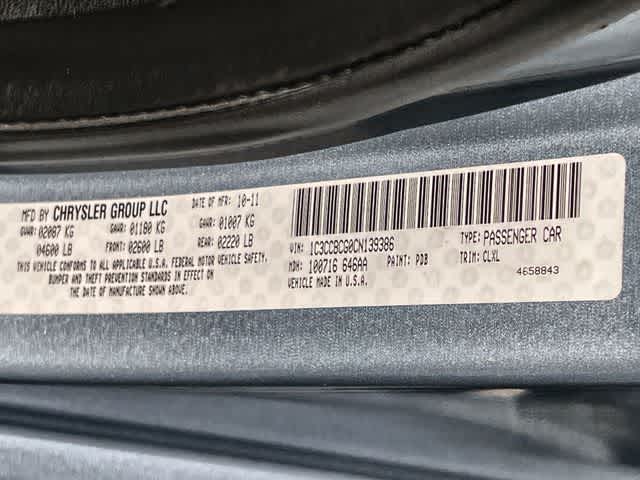 MFD BY CHRYSLER GROUP LLC DATE OF MFR: 10-11
GVWR: 02087 KG GAWR: 01180 KG GAWR: 01007 KG
04600 LB FRONT: 02600 LB REAR: 02220 LB
THIS VEHICLE CONFORMS TO ALL APPLICABLE FEDERAL MOTOR VEHICLE SAFETY,
BUMPER AND THEFT PREVENTION STANDARDS IN EFFECT ON
THE DATE OF MANUFACTURE SHOWN ABOVE IN U.S.A.
VIN: 1C3CCBCG0CN139386 TYPE: PASSENGER CAR
MDH: 100716 646AA PAINT: PDB TRIM: CLXL
VEHICLE MADE IN U.S.A. 4658843